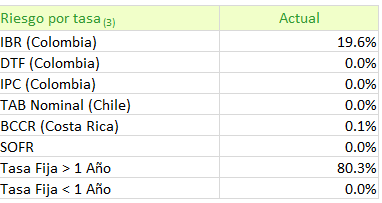 Riesgo por tasa (3) Actual
IBR (Colombia) 19.6%
DTF (Colombia) 0.0%
IPC (Colombia) 0.0%
TAB Nominal (Chile) 0.0%
BCCR (Costa Rica) 0.1%
SOFR 0.0%
Tasa Fija > 1 Año 80.3%
Tasa Fija < 1 Año 0.0%